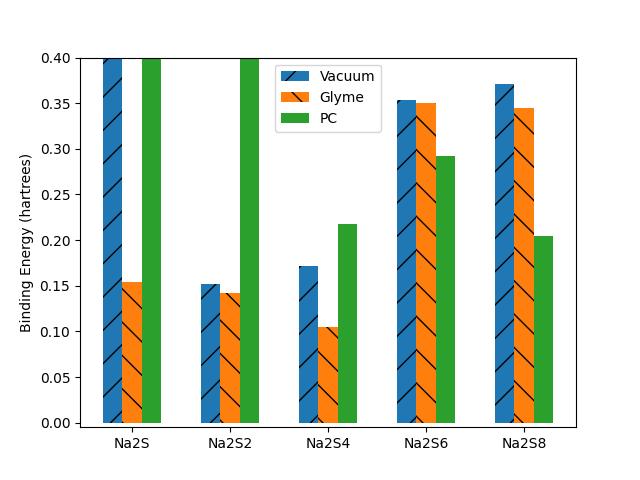 0.40
0.35
0.30
0.25
0.20
0.15
0.10
0.05
0.00
Binding Energy (hartrees)
Vacuum
Glyme
PC
Na2S Na2S2 Na2S4 Na2S6 Na2S8